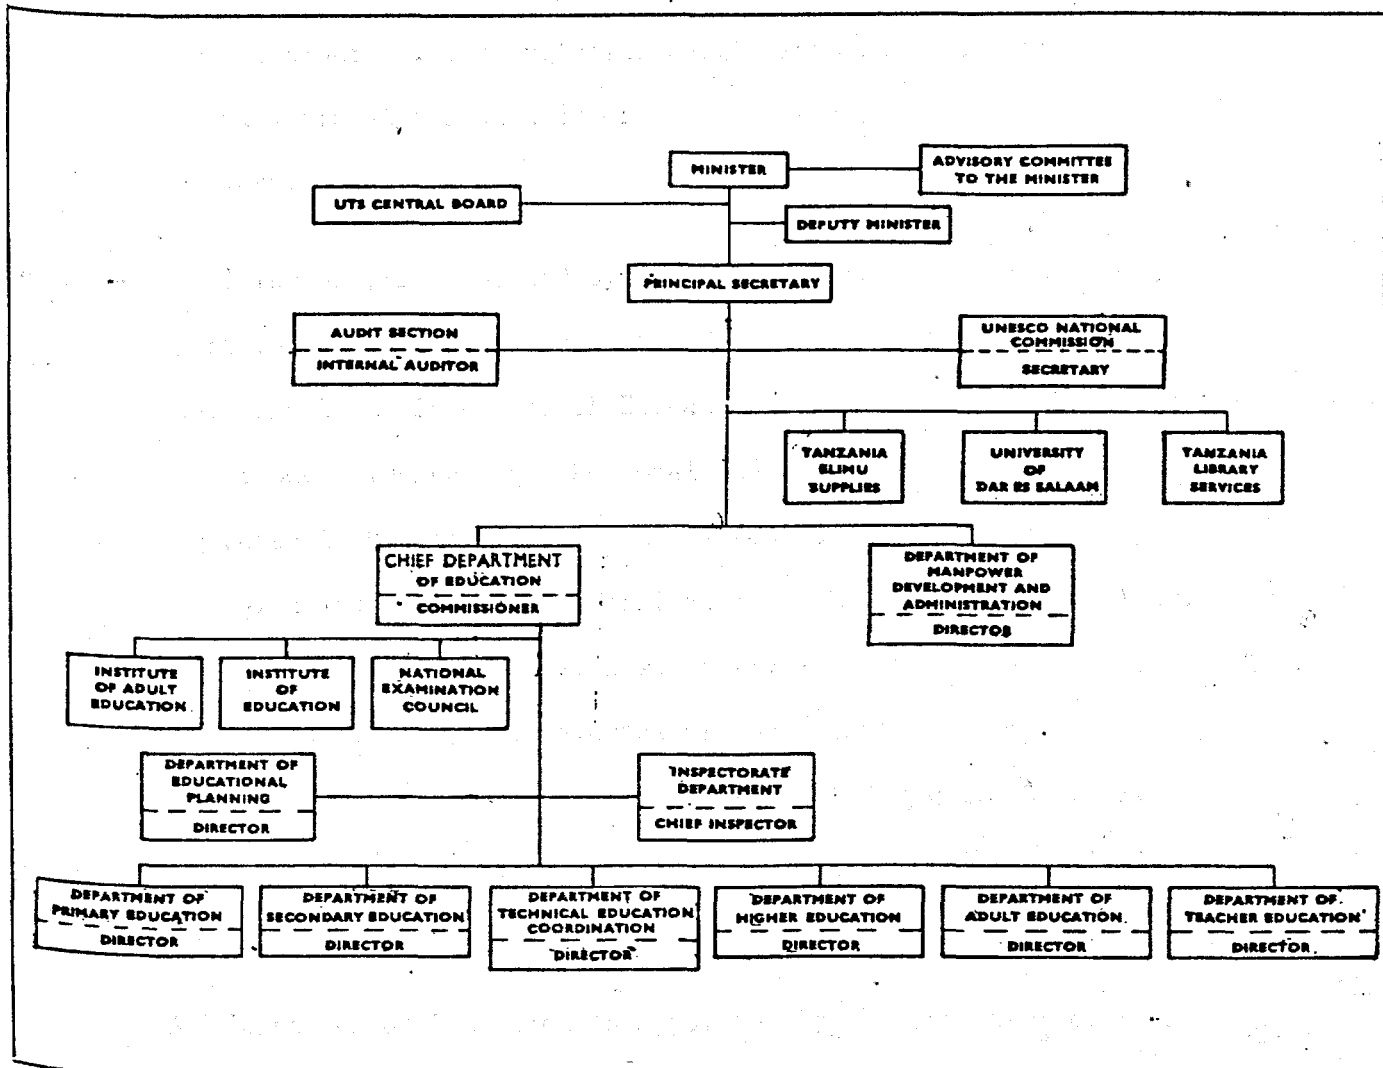 MINISTER
ADVISORY COMMITTEE
TO THE MINISTER
UTS CENTRAL BOARD
DEPUTY MINISTER
PRINCIPAL SECRETARY
AUDIT SECTION
INTERNAL AUDITOR
UNESCO NATIONAL
COMMISSION
SECRETARY
TANZANIA
ELIMU
SUPPLIES
UNIVERSITY
OF
DAR ES SALAAM
TANZANIA
LIBRARY
SERVICES
CHIEF DEPARTMENT
OF EDUCATION
COMMISSIONER
DEPARTMENT OF
MANPOWER
DEVELOPMENT AND
ADMINISTRATION
DIRECTOR
INSTITUTE
OF ADULT
EDUCATION
INSTITUTE
OF
EDUCATION
NATIONAL
EXAMINATION
COUNCIL
DEPARTMENT OF
EDUCATIONAL
PLANNING
DIRECTOR
INSPECTORATE
DEPARTMENT
CHIEF INSPECTOR
DEPARTMENT OF
PRIMARY EDUCATION
DIRECTOR
DEPARTMENT OF
SECONDARY EDUCATION
DIRECTOR
DEPARTMENT OF
TECHNICAL EDUCATION
COORDINATION
DIRECTOR
DEPARTMENT OF
HIGHER EDUCATION
DIRECTOR
DEPARTMENT OF
ADULT EDUCATION
DIRECTOR
DEPARTMENT OF
TEACHER EDUCATION
DIRECTOR